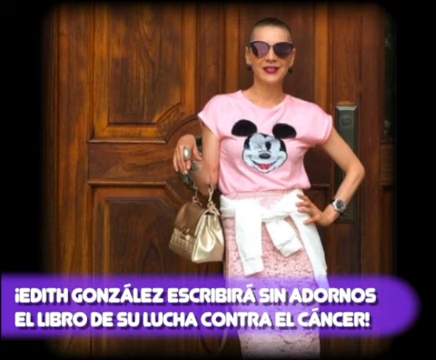 ¡EDITH GONZÁLEZ ESCRIBIRÁ SIN ADORNOS
EL LIBRO DE SU LUCHA CONTRA EL CÁNCER!